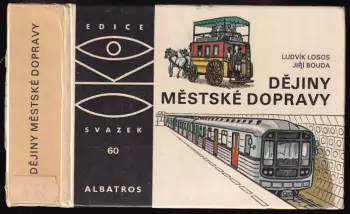 DĚJINY MĚSTSKÉ DOPRAVY
EDICE
SVAZEK
60
ALBATROS
LUDVÍK LOSOS
JIŘÍ BOUDA
DĚJINY
MĚSTSKÉ DOPRAVY